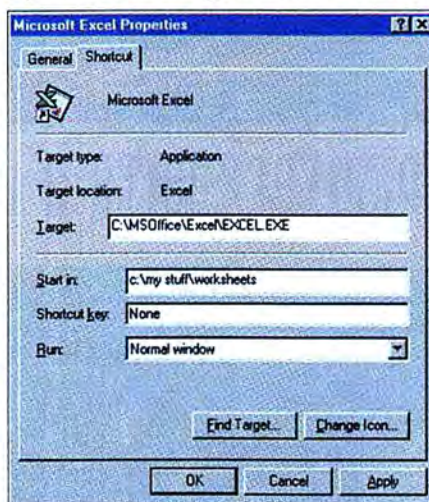 Microsoft Excel Properties
General Shortcut
Microsoft Excel
Target type: Application
Target location: Excel
Target: C:\MSOffice\Excel\EXCEL.EXE
Start in: c:\my stuff\worksheets
Shortcut key: None
Run: Normal window
Find Target... Change Icon...
OK Cancel Apply